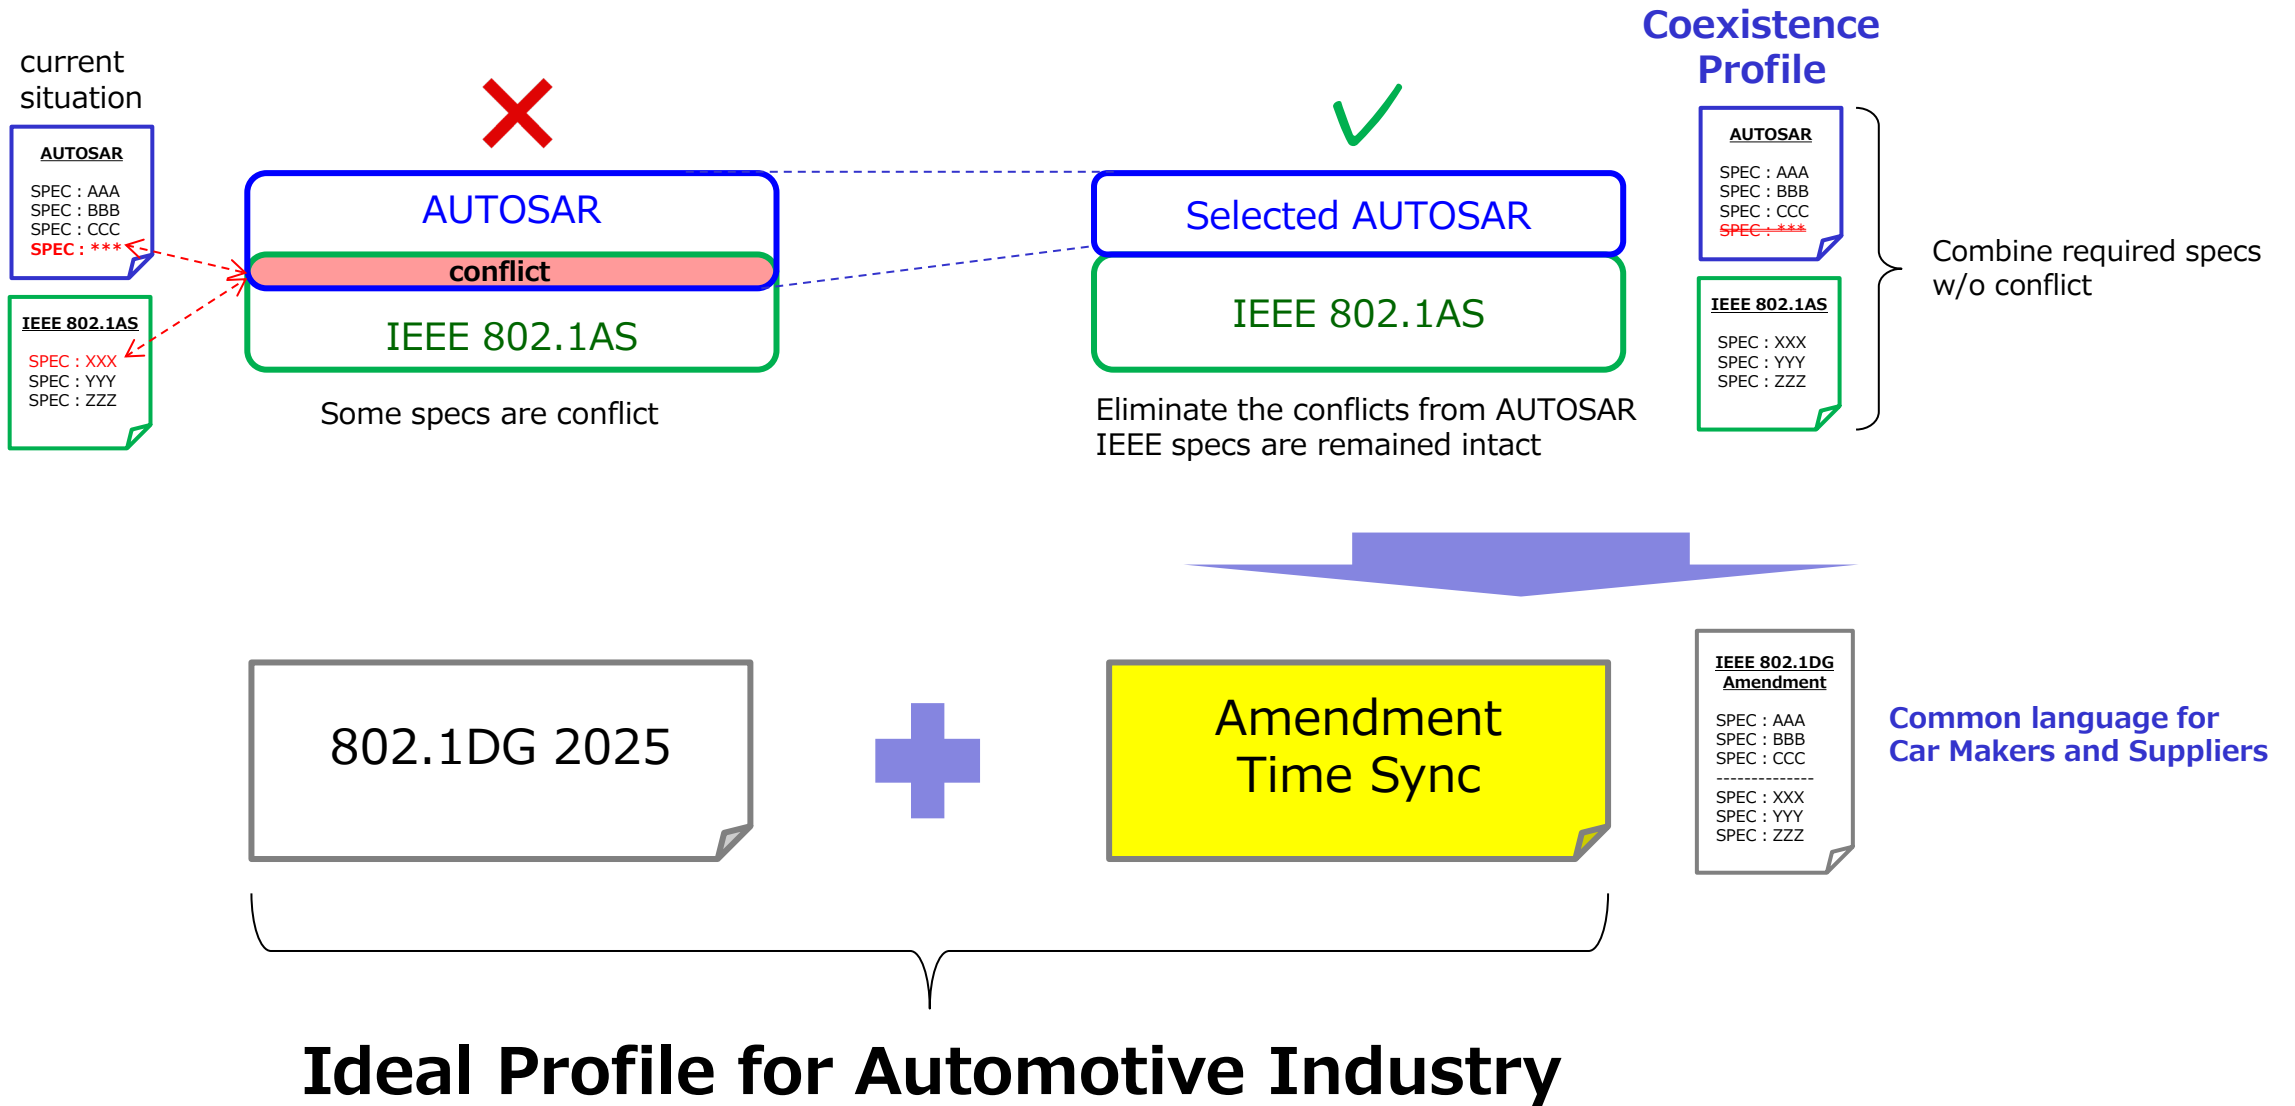 current
situation
AUTOSAR
SPEC : AAA
SPEC : BBB
SPEC : CCC
SPEC : ***
IEEE 802.1AS
SPEC : XXX
SPEC : YYY
SPEC : ZZZ
AUTOSAR
conflict
IEEE 802.1AS
Some specs are conflict
Selected AUTOSAR
IEEE 802.1AS
Eliminate the conflicts from AUTOSAR
IEEE specs are remained intact
Coexistence
Profile
AUTOSAR
SPEC : AAA
SPEC : BBB
SPEC : CCC
SPEC : ***
IEEE 802.1AS
SPEC : XXX
SPEC : YYY
SPEC : ZZZ
Combine required specs
w/o conflict
802.1DG 2025
Amendment
Time Sync
IEEE 802.1DG
Amendment
SPEC : AAA
SPEC : BBB
SPEC : CCC
--------------
SPEC : XXX
SPEC : YYY
SPEC : ZZZ
Common language for
Car Makers and Suppliers
Ideal Profile for Automotive Industry